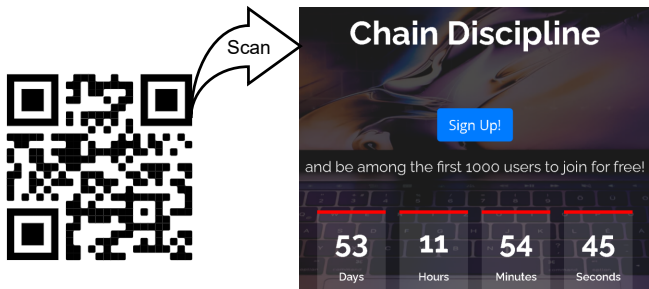 Scan
Chain Discipline
Sign Up!
and be among the first 1000 users to join for free!
53 11 54 45
Days Hours Minutes Seconds